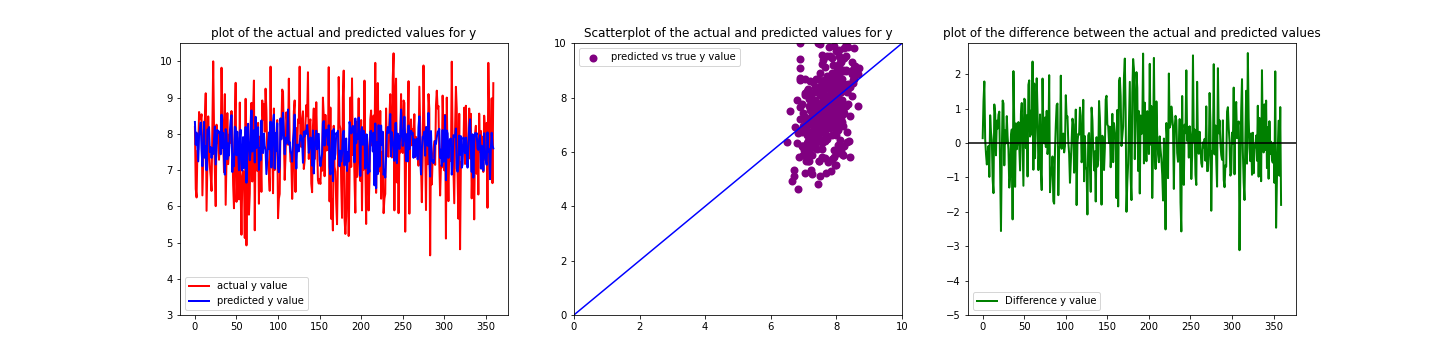 plot of the actual and predicted values for y
10
9
8
7
6
5
4
3
0 50 100 150 200 250 300 350
actual y value
predicted y value
Scatterplot of the actual and predicted values for y
10
8
6
4
2
0
0 2 4 6 8 10
predicted vs true y value
plot of the difference between the actual and predicted values
2
1
0
−1
−2
−3
−4
−5
0 50 100 150 200 250 300 350
Difference y value